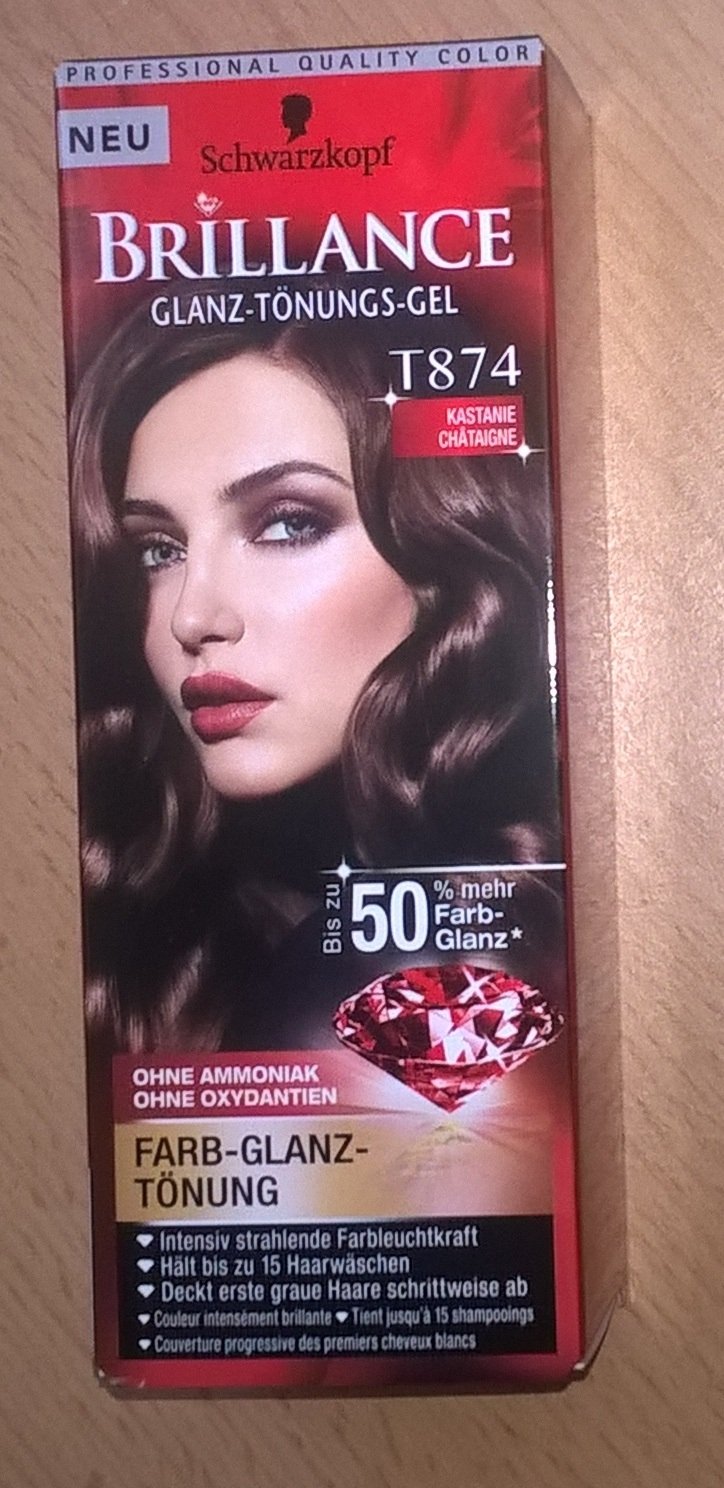 PROFESSIONAL QUALITY COLOR
NEU
Schwarzkopf
BRILLANCE
GLANZ-TÖNUNGS-GEL
T874
KASTANIE
CHÂTAIGNE
Bis zu 50 % mehr
Farb-
Glanz*
OHNE AMMONIAK
OHNE OXYDANTIEN
FARB-GLANZ-
TÖNUNG
Intensiv strahlende Farbleuchtkraft
Hält bis zu 15 Haarwäschen
Deckt erste graue Haare schrittweise ab
Couleur intensément brillante Tient jusqu'à 15 shampooings
Couverture progressive des premiers cheveux blancs